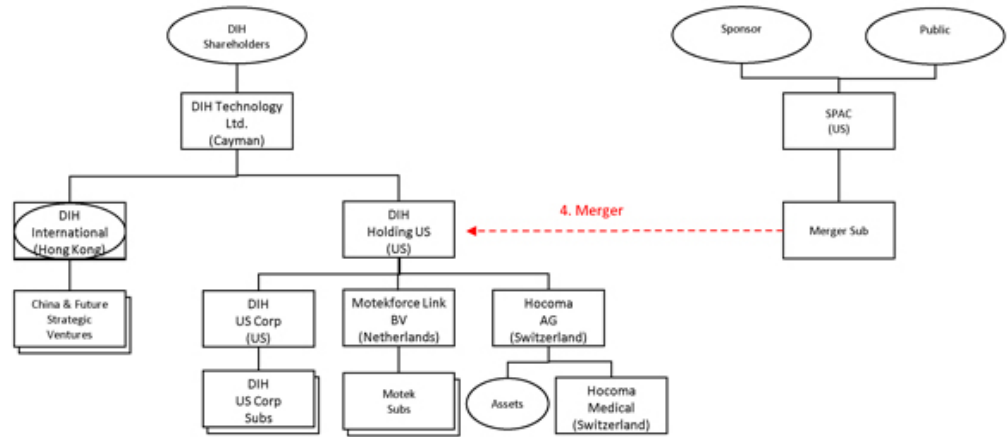 DIH
Shareholders
Sponsor
Public
DIH Technology
Ltd.
(Cayman)
SPAC
(US)
DIH
International
(Hong Kong)
DIH
Holding US
(US)
4. Merger
Merger Sub
China & Future
Strategic
Ventures
DIH
US Corp
(US)
Motekforce Link
BV
(Netherlands)
Hocoma
AG
(Switzerland)
DIH
US Corp
Subs
Motek
Subs
Assets
Hocoma
Medical
(Switzerland)